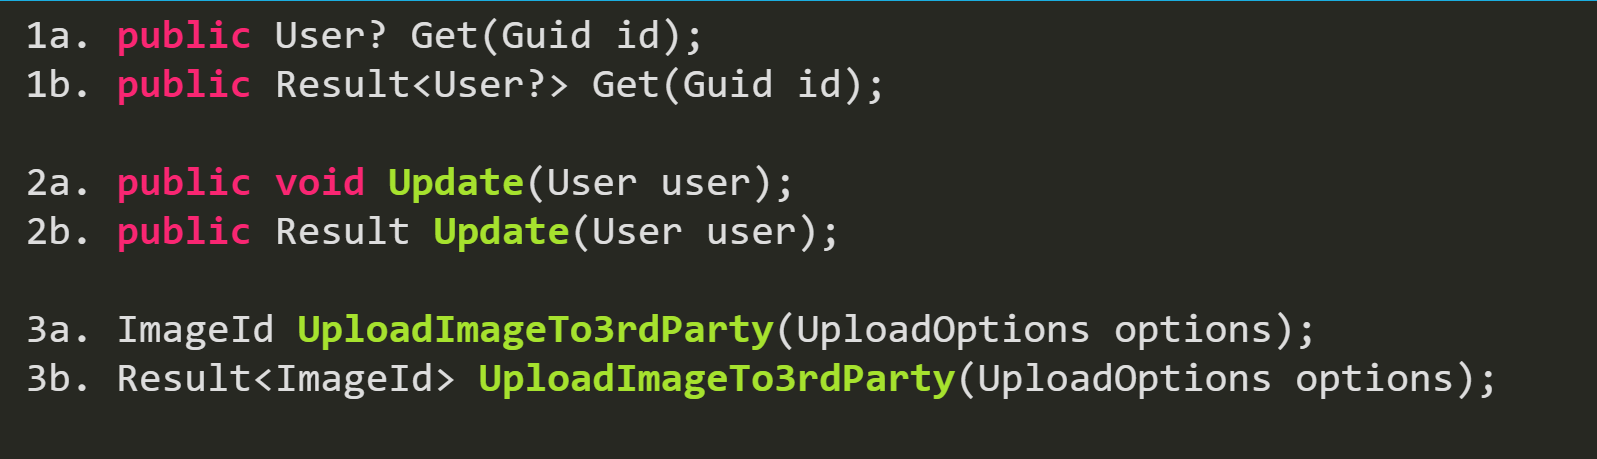 1a. public User? Get(Guid id);
1b. public Result<User?> Get(Guid id);
2a. public void Update(User user);
2b. public Result Update(User user);
3a. ImageId UploadImageTo3rdParty(UploadOptions options);
3b. Result<ImageId> UploadImageTo3rdParty(UploadOptions options);